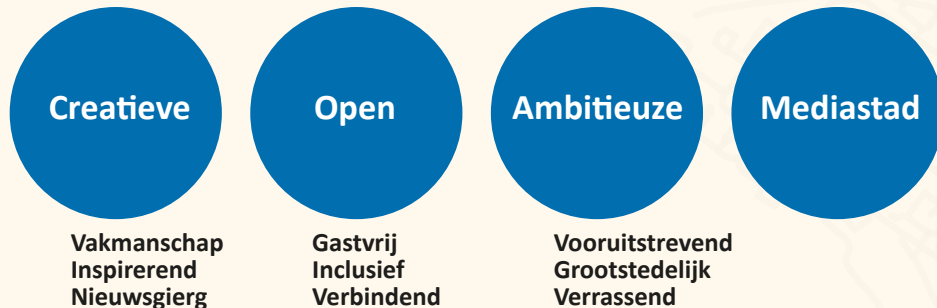 Creatieve Open Ambitieuze Mediastad
Vakmanschap Gastvrij Vooruitstrevend
Inspirerend Inclusief Grootstedelijk
Nieuwsgierg Verbindend Verrassend